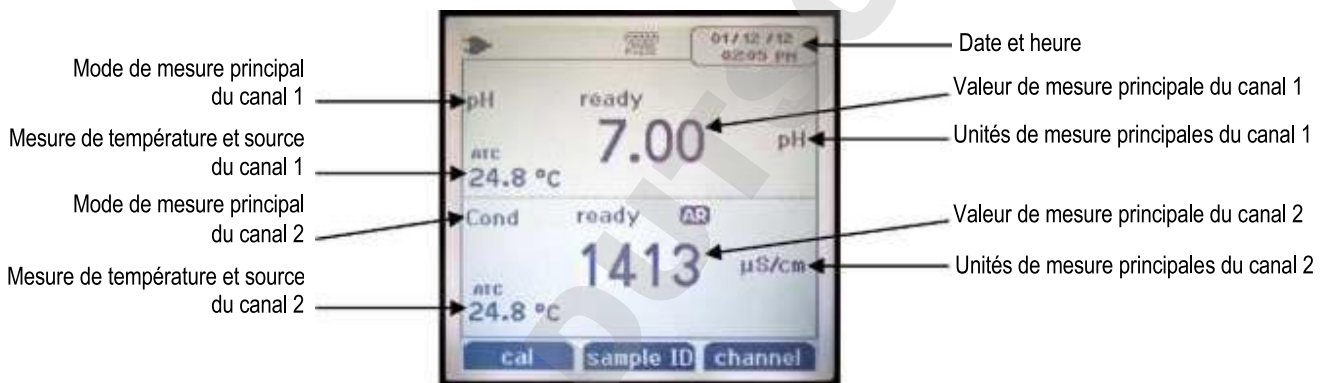 Mode de mesure principal
du canal 1
Mesure de température et source
du canal 1
Mode de mesure principal
du canal 2
Mesure de température et source
du canal 2
01/12/12
02:05 PM
pH ready
7.00 pH
ATC
24.8 °C
Cond ready AR
1413 µS/cm
ATC
24.8 °C
cal sample ID channel
Date et heure
Valeur de mesure principale du canal 1
Unités de mesure principales du canal 1
Valeur de mesure principale du canal 2
Unités de mesure principales du canal 2